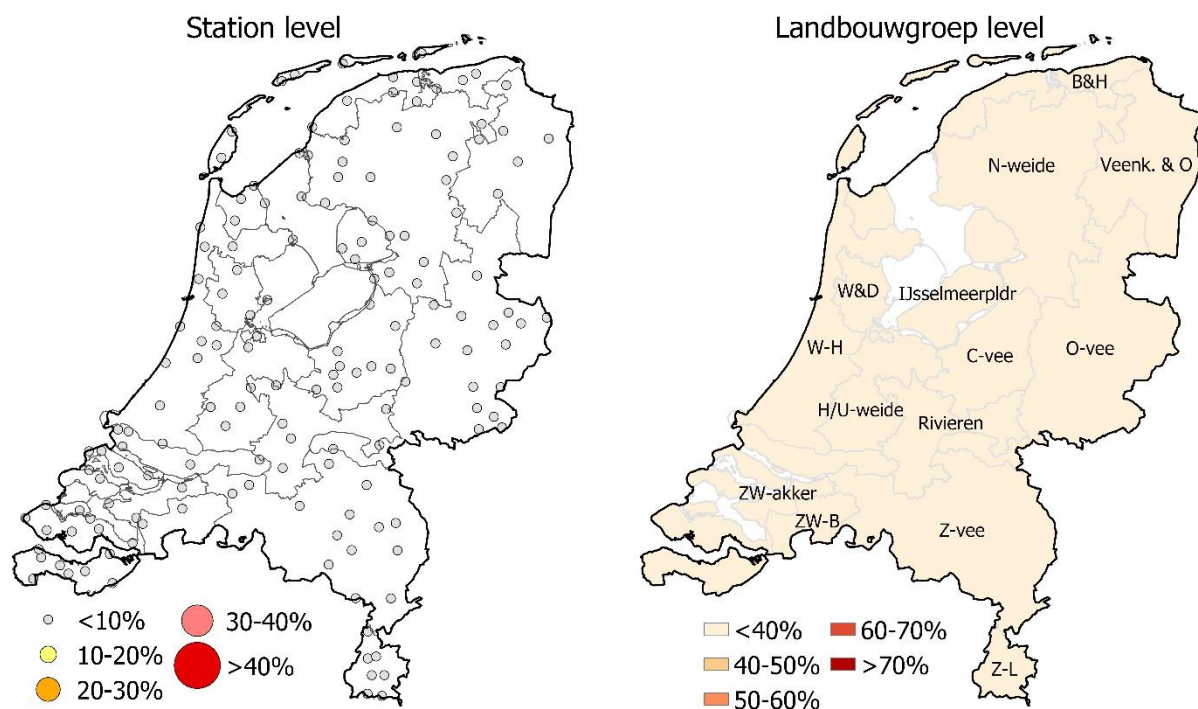 Station level
Landbouwgroep level
B&H
N-weide
Veenk. & O
W&D
IJsselmeerpldr
W-H
C-vee
O-vee
H/U-weide
Rivieren
ZW-akker
ZW-B
Z-vee
Z-L
<10%
10-20%
20-30%
30-40%
>40%
<40%
40-50%
50-60%
60-70%
>70%